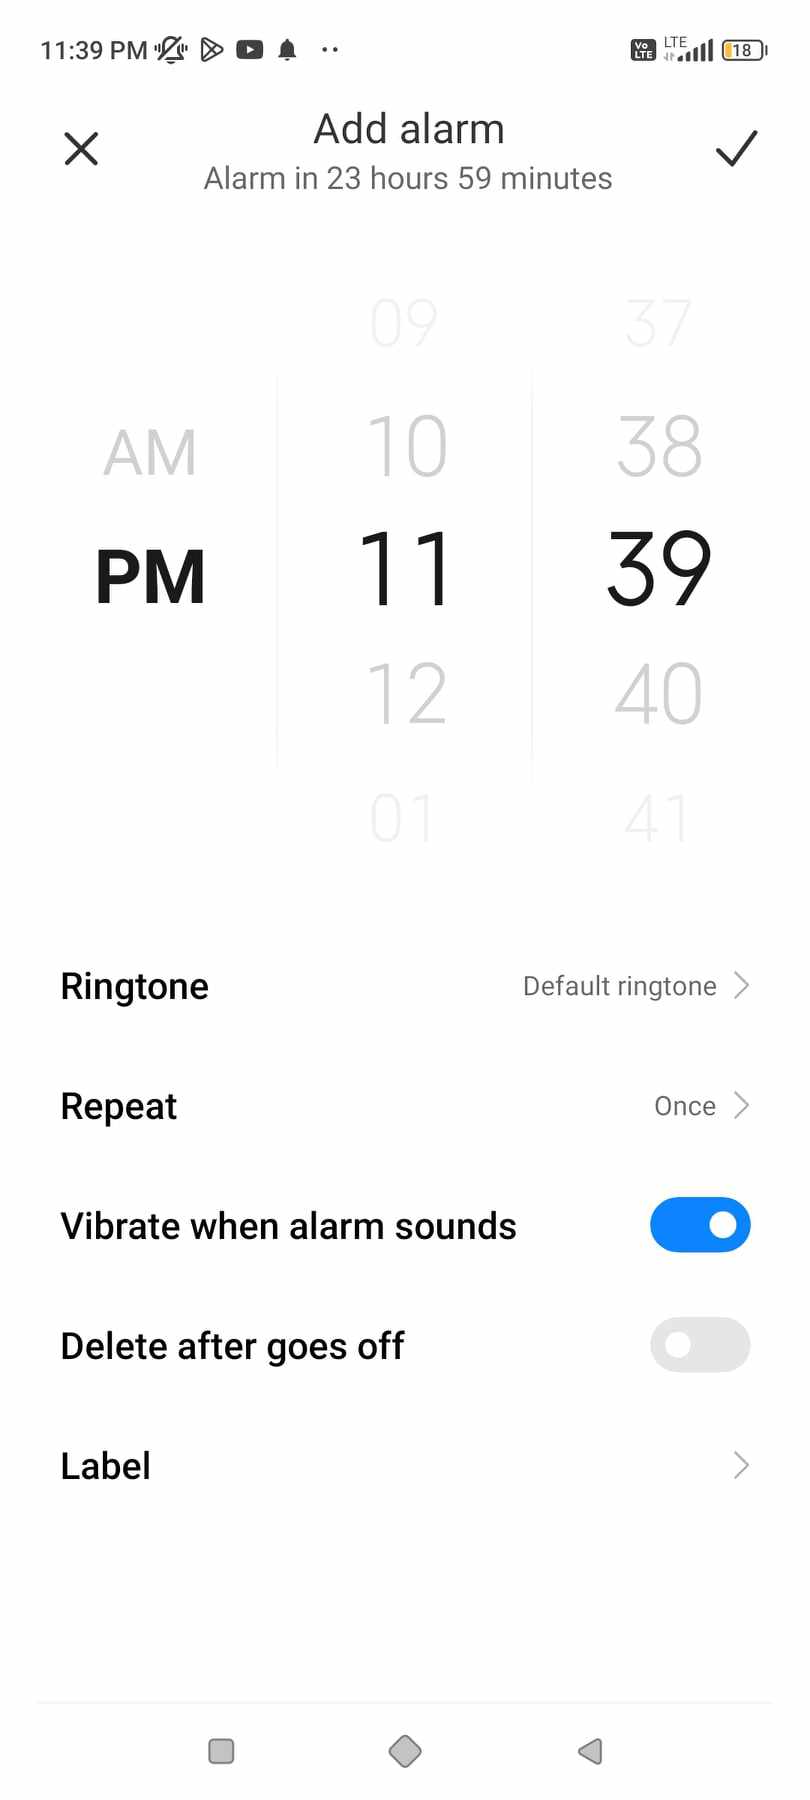 11:39 PM
Vo LTE
LTE
18
Add alarm
Alarm in 23 hours 59 minutes
09 37
AM 10 38
PM 11 39
12 40
01 41
Ringtone Default ringtone
Repeat Once
Vibrate when alarm sounds
Delete after goes off
Label